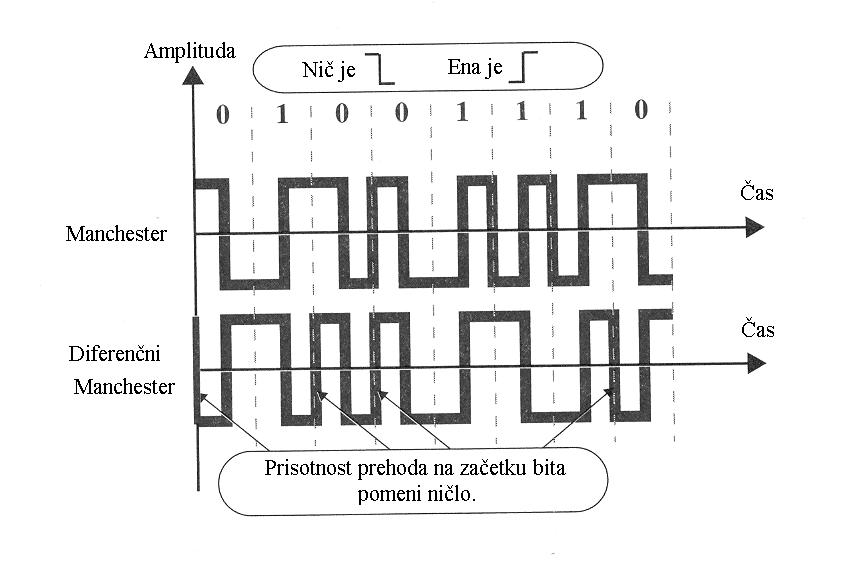 Amplituda
Nič je
Ena je
0 1 0 0 1 1 1 0
Čas
Manchester
Čas
Diferenčni
Manchester
Prisotnost prehoda na začetku bita
pomeni ničlo.